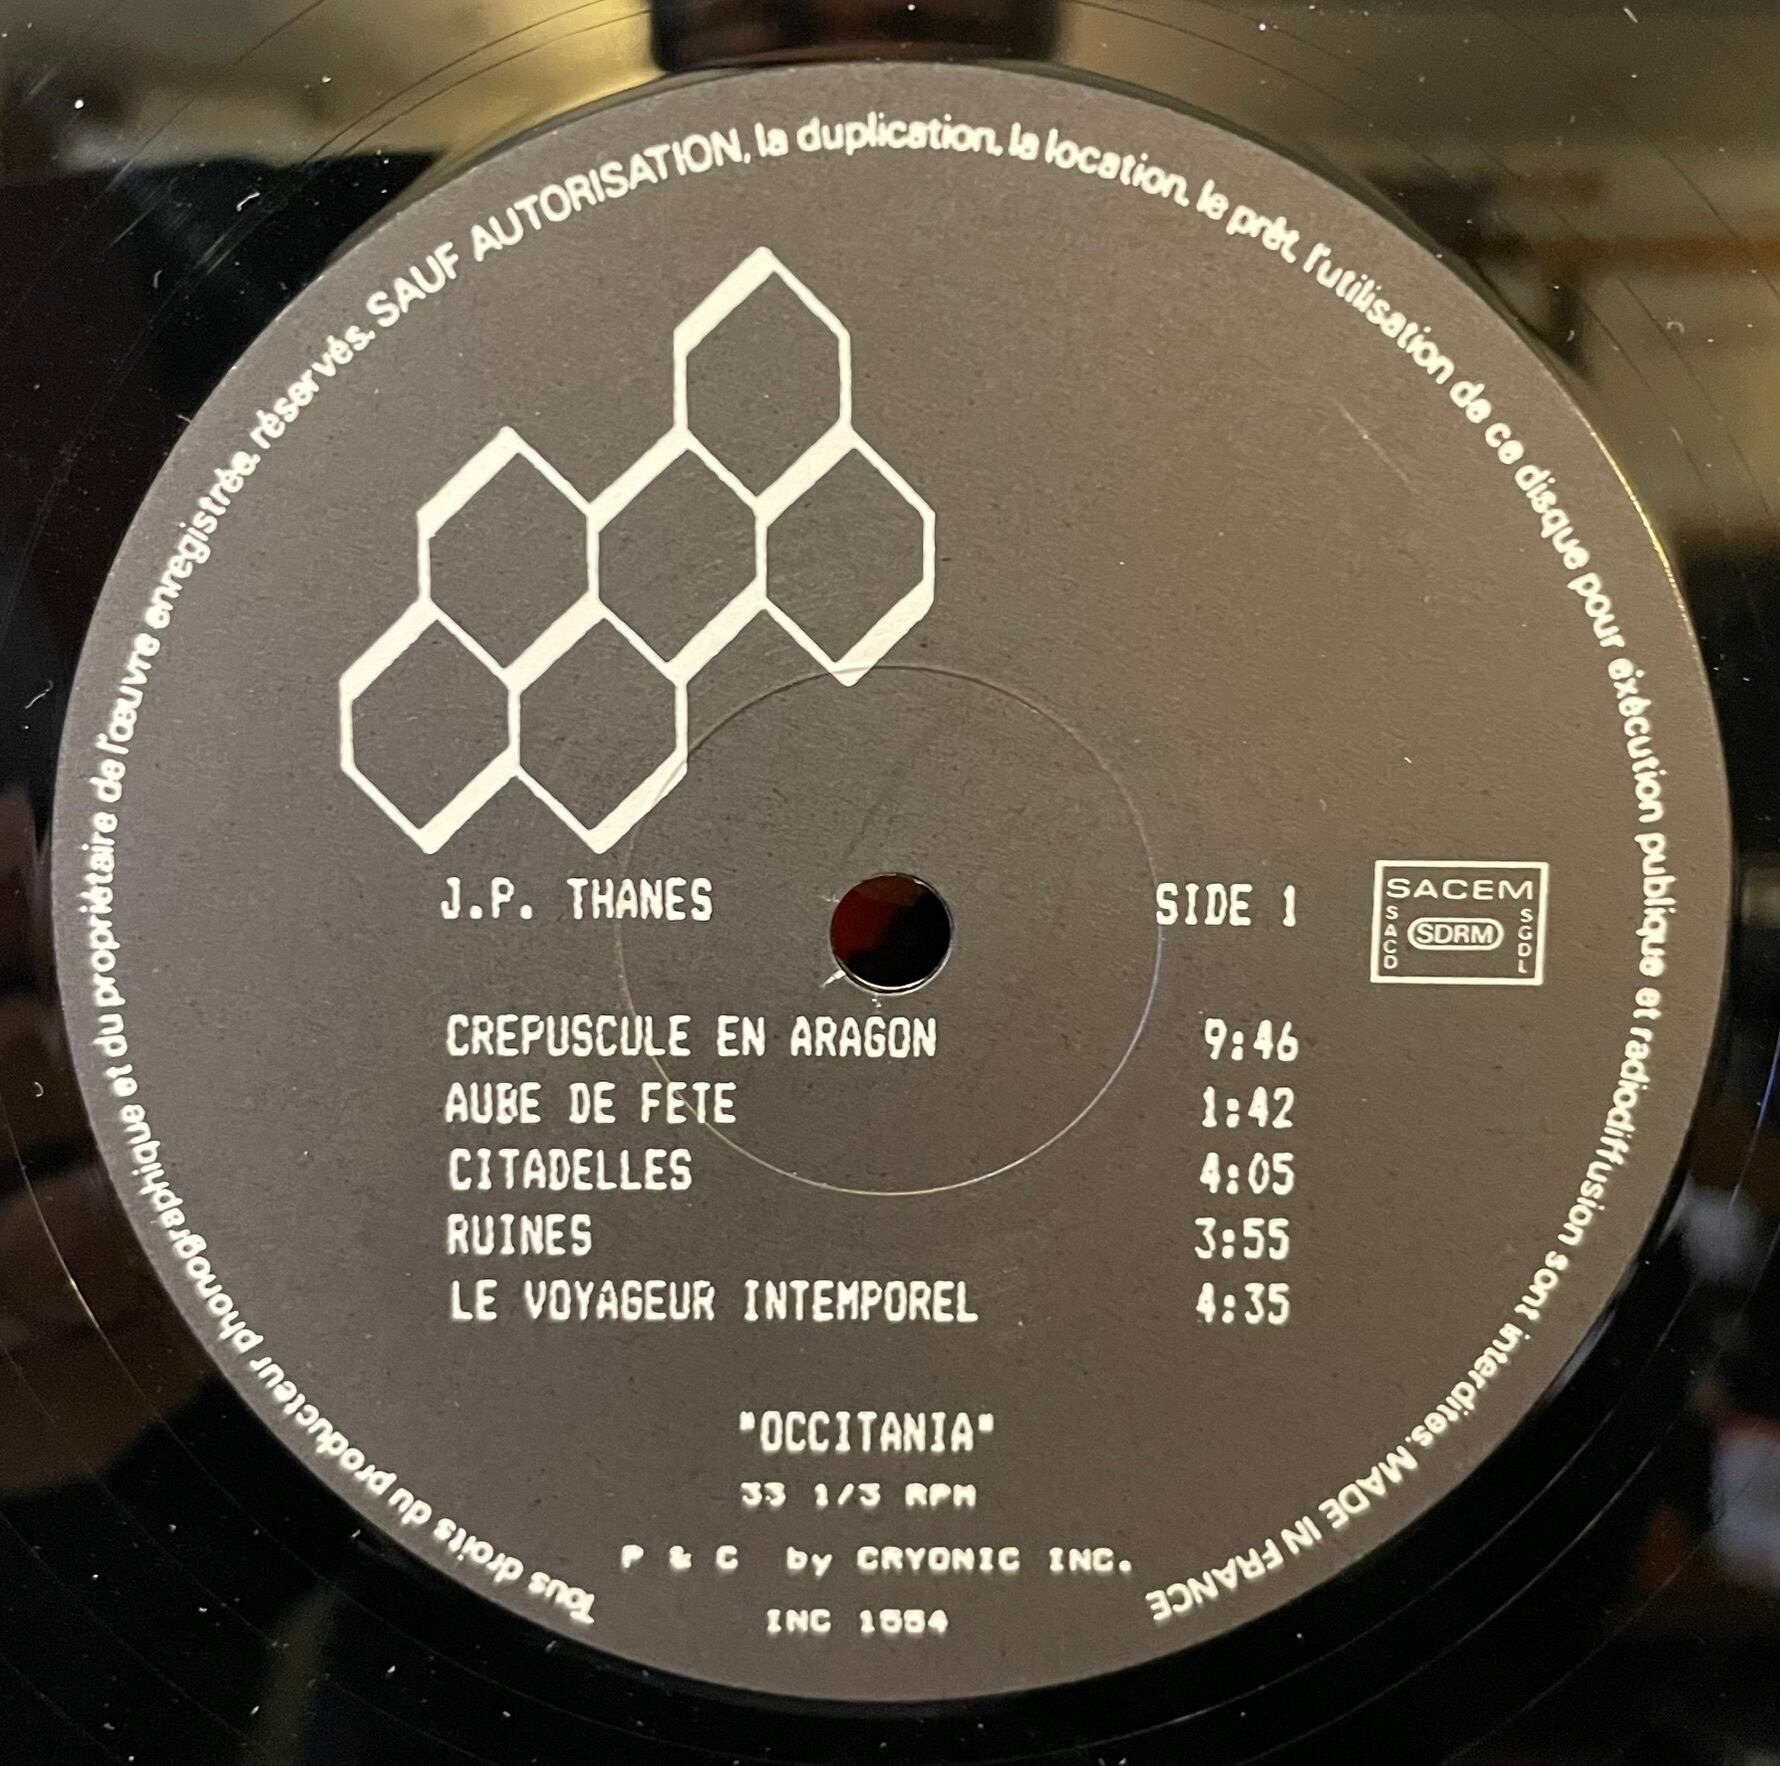 Tous droits du producteur phonographique et du propriétaire de l'œuvre enregistrée. réservés. SAUF AUTORISATION, la duplication, la location, le prêt, l'utilisation de ce disque pour éxécution publique et radiodiffusion sont interdites. MADE IN FRANCE
J.P. THANES SIDE 1
SACEM
SACD SDRM SGDL
CREPUSCULE EN ARAGON 9:46
AUBE DE FETE 1:42
CITADELLES 4:05
RUINES 3:55
LE VOYAGEUR INTEMPOREL 4:35
"OCCITANIA"
33 1/3 RPM
P & C by CRYONIC INC.
INC 1554